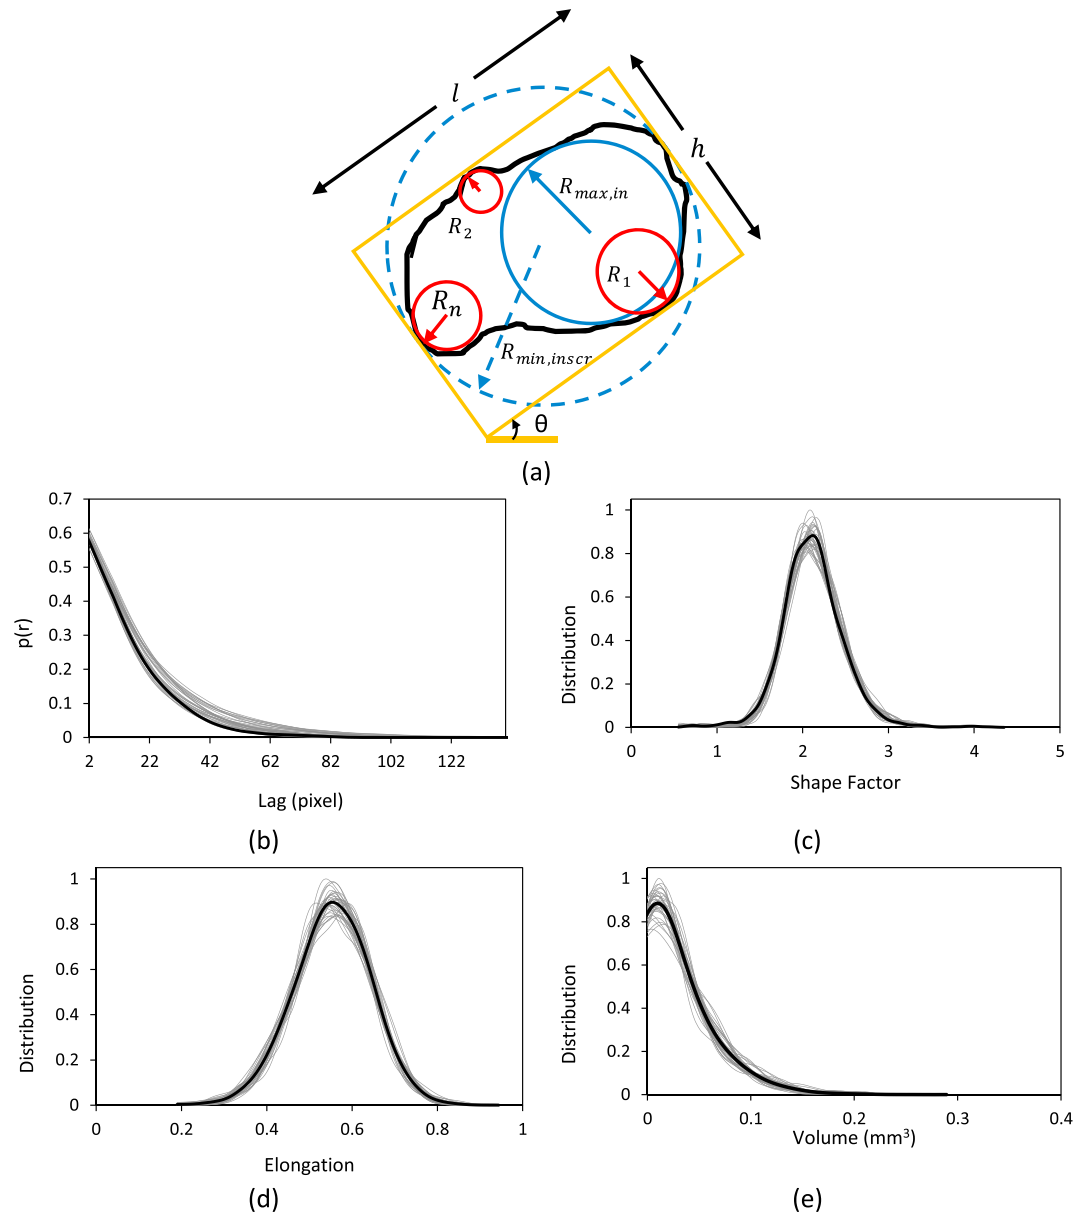 l
h
R_max,in
R_2
R_1
R_n
R_min,inscr
θ
(a)
0.7
0.6
0.5
0.4
0.3
0.2
0.1
0
p(r)
2 22 42 62 82 102 122
Lag (pixel)
(b)
1
0.8
0.6
0.4
0.2
0
Distribution
0 1 2 3 4 5
Shape Factor
(c)
1
0.8
0.6
0.4
0.2
0
Distribution
0 0.2 0.4 0.6 0.8 1
Elongation
(d)
1
0.8
0.6
0.4
0.2
0
Distribution
0 0.1 0.2 0.3 0.4
Volume (mm³)
(e)